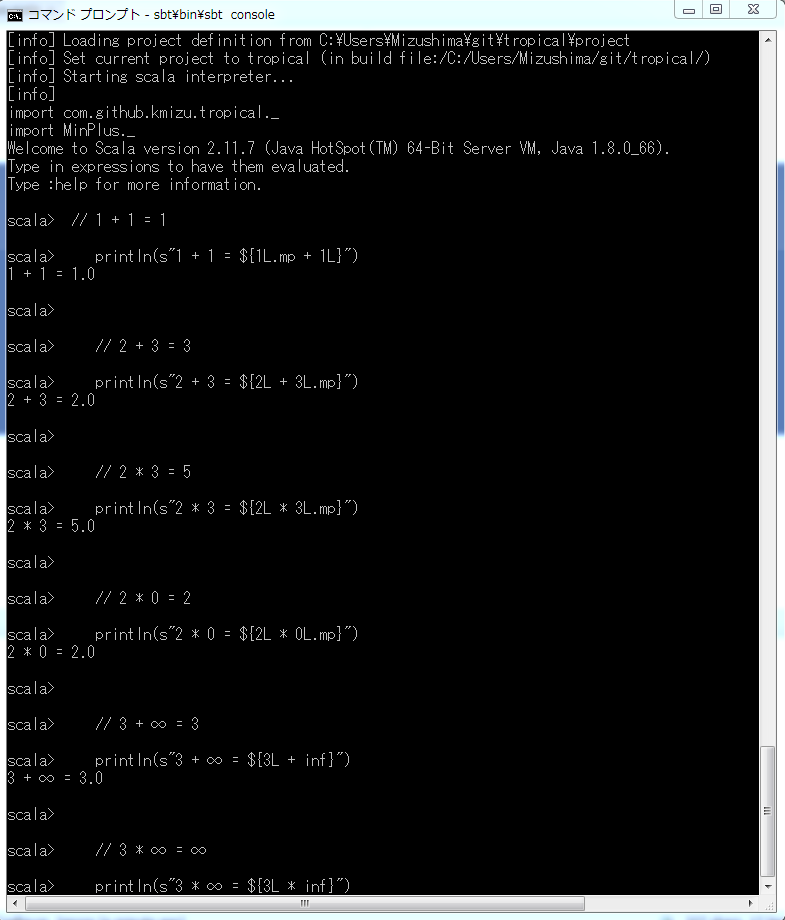 コマンド プロンプト - sbt¥bin¥sbt console
[info] Loading project definition from C:¥Users¥Mizushima¥git¥tropical¥project
[info] Set current project to tropical (in build file:/C:/Users/Mizushima/git/tropical/)
[info] Starting scala interpreter...
[info]
import com.github.kmizu.tropical._
import MinPlus._
Welcome to Scala version 2.11.7 (Java HotSpot(TM) 64-Bit Server VM, Java 1.8.0_66).
Type in expressions to have them evaluated.
Type :help for more information.
scala>  // 1 + 1 = 1
scala>     println(s"1 + 1 = ${1L.mp + 1L}")
1 + 1 = 1.0
scala>
scala>     // 2 + 3 = 3
scala>     println(s"2 + 3 = ${2L + 3L.mp}")
2 + 3 = 2.0
scala>
scala>     // 2 * 3 = 5
scala>     println(s"2 * 3 = ${2L * 3L.mp}")
2 * 3 = 5.0
scala>
scala>     // 2 * 0 = 2
scala>     println(s"2 * 0 = ${2L * 0L.mp}")
2 * 0 = 2.0
scala>
scala>     // 3 + ∞ = 3
scala>     println(s"3 + ∞ = ${3L + inf}")
3 + ∞ = 3.0
scala>
scala>     // 3 * ∞ = ∞
scala>     println(s"3 * ∞ = ${3L * inf}")